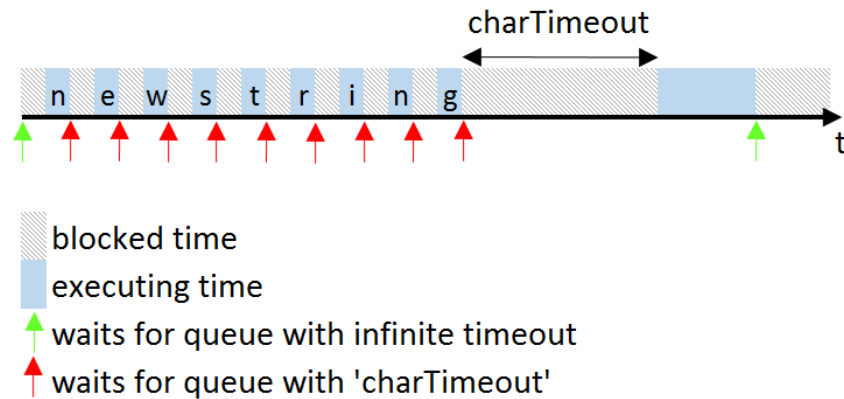 charTimeout
n e w s t r i n g
t
blocked time
executing time
waits for queue with infinite timeout
waits for queue with 'charTimeout'